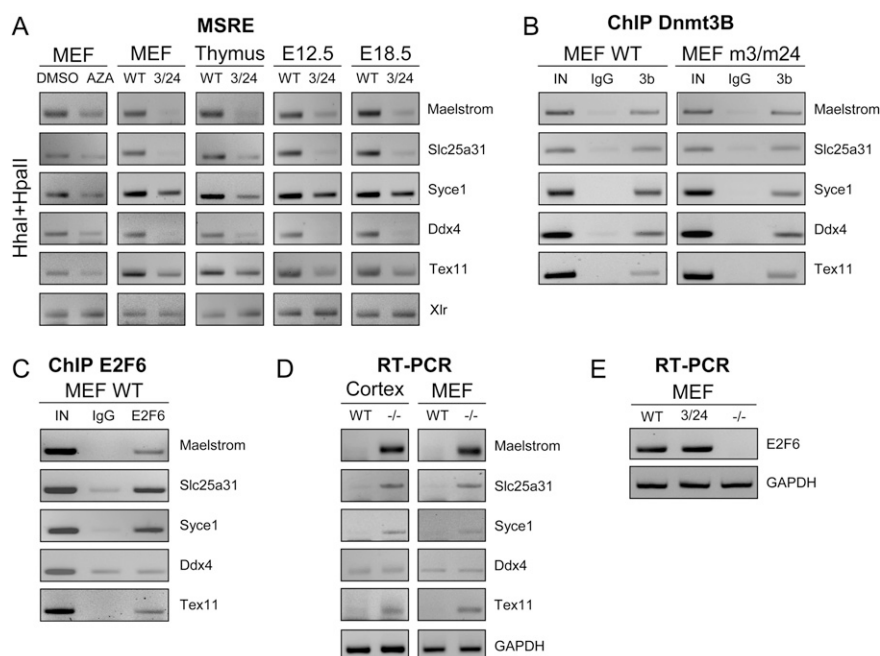 A
MSRE
MEF MEF Thymus E12.5 E18.5
DMSO AZA WT 3/24 WT 3/24 WT 3/24 WT 3/24
HhaI+HpaII
Maelstrom
Slc25a31
Syce1
Ddx4
Tex11
Xlr
B
ChIP Dnmt3B
MEF WT MEF m3/m24
IN IgG 3b IN IgG 3b
Maelstrom
Slc25a31
Syce1
Ddx4
Tex11
C
ChIP E2F6
MEF WT
IN IgG E2F6
Maelstrom
Slc25a31
Syce1
Ddx4
Tex11
D
RT-PCR
Cortex MEF
WT -/- WT -/-
Maelstrom
Slc25a31
Syce1
Ddx4
Tex11
GAPDH
E
RT-PCR
MEF
WT 3/24 -/-
E2F6
GAPDH